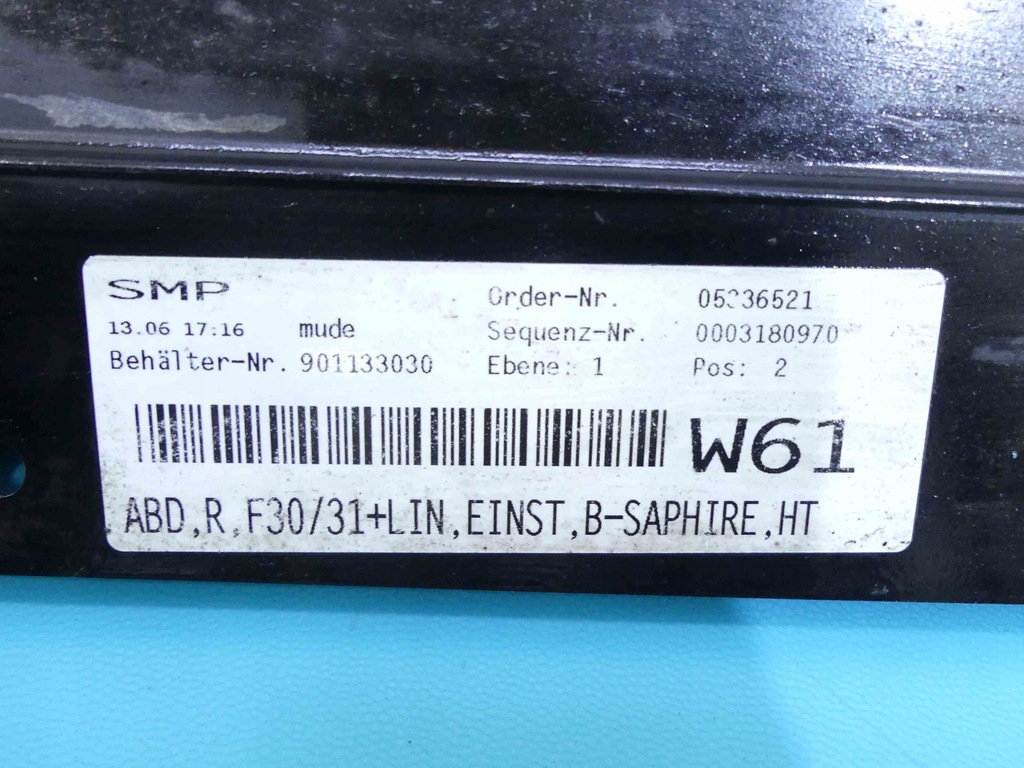 SMP Order-Nr.
13.06 17:16 mude Sequenz-Nr. 0003180970
Behälter-Nr. 901133030 Ebene: 1 Pos: 2
W61
ABD,R,F30/31+LIN,EINST,B-SAPHIRE,HT